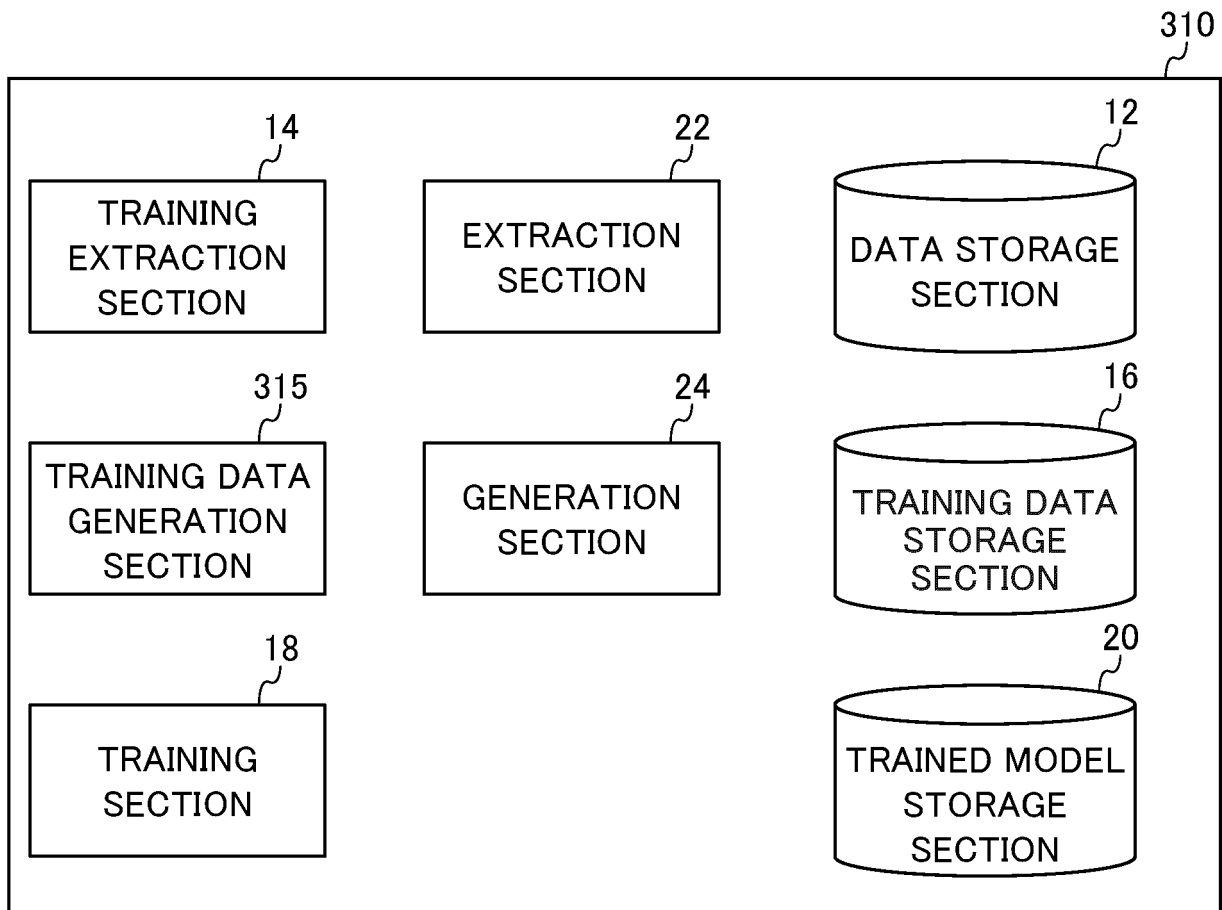 310
14
TRAINING
EXTRACTION
SECTION
22
EXTRACTION
SECTION
12
DATA STORAGE
SECTION
315
TRAINING DATA
GENERATION
SECTION
24
GENERATION
SECTION
16
TRAINING DATA
STORAGE
SECTION
18
TRAINING
SECTION
20
TRAINED MODEL
STORAGE
SECTION